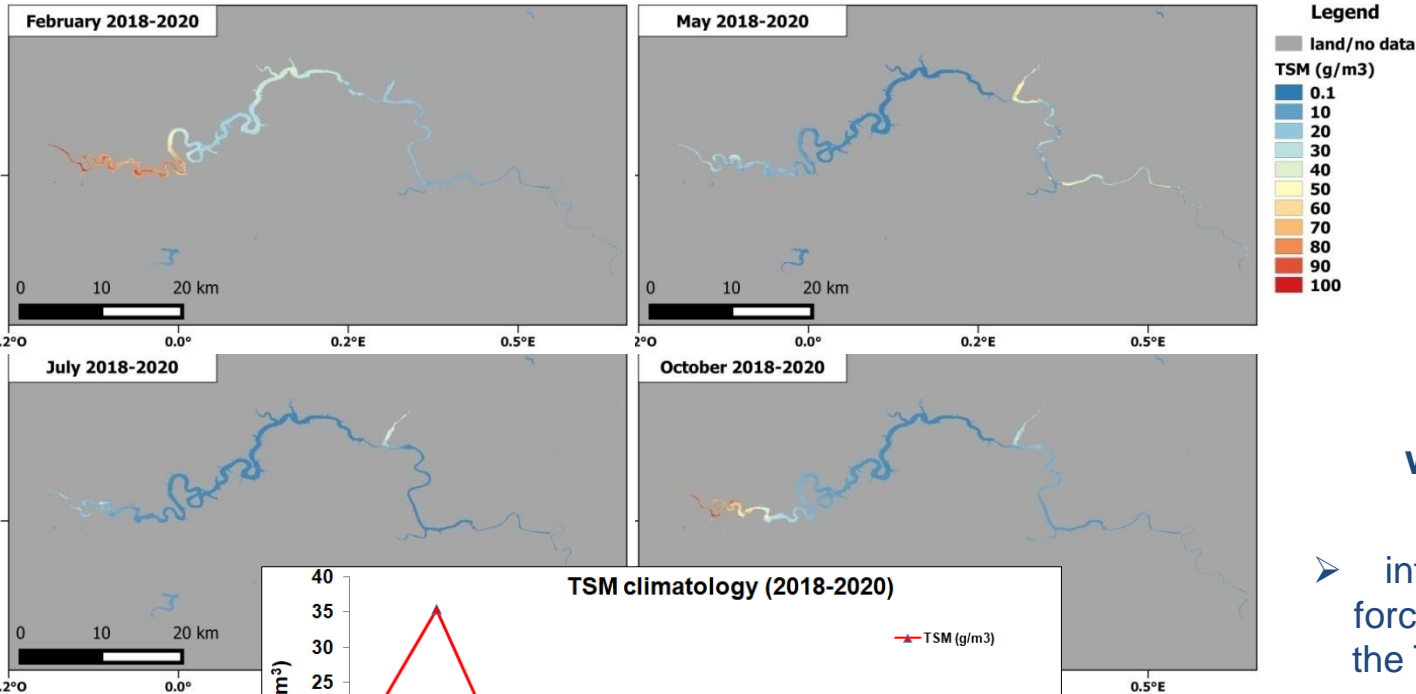 February 2018-2020
0 10 20 km
0.0° 0.2°E 0.5°E
May 2018-2020
0 10 20 km
0.0° 0.2°E 0.5°E
Legend
land/no data
TSM (g/m3)
0.1
10
20
30
40
50
60
70
80
90
100
July 2018-2020
0 10 20 km
0.0°
October 2018-2020
0.5°E
TSM climatology (2018-2020)
40
35
30
25
TSM (g/m3)
the